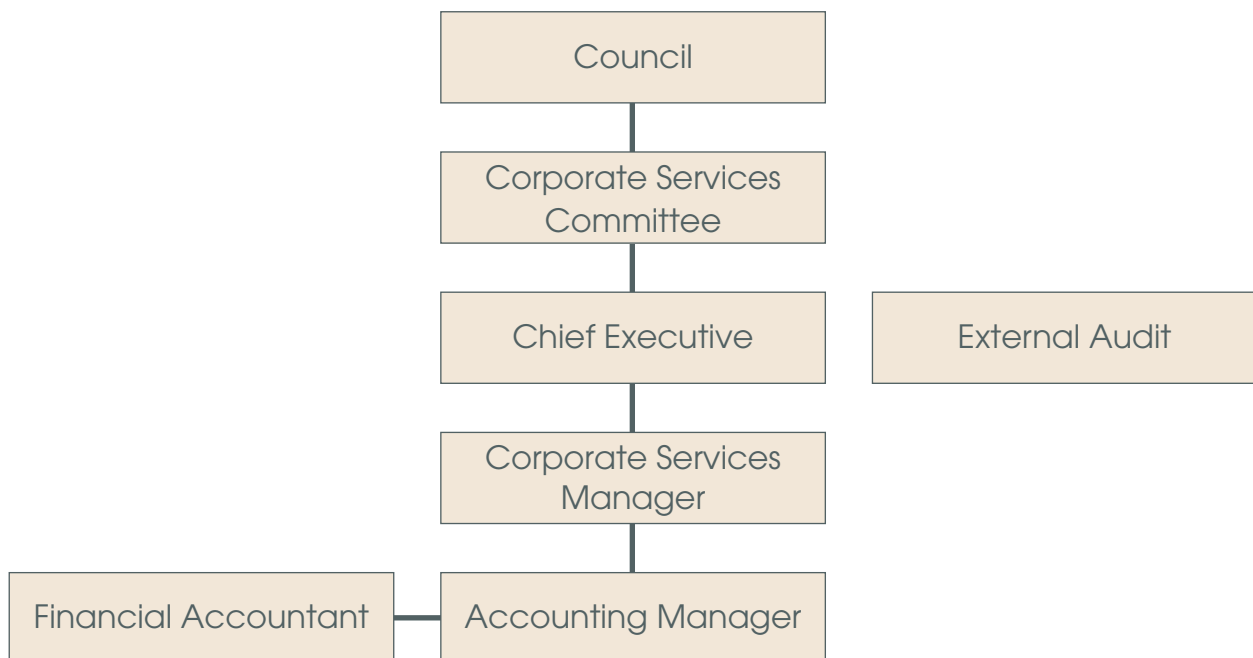 Council
Corporate Services
Committee
Chief Executive
External Audit
Corporate Services
Manager
Financial Accountant
Accounting Manager